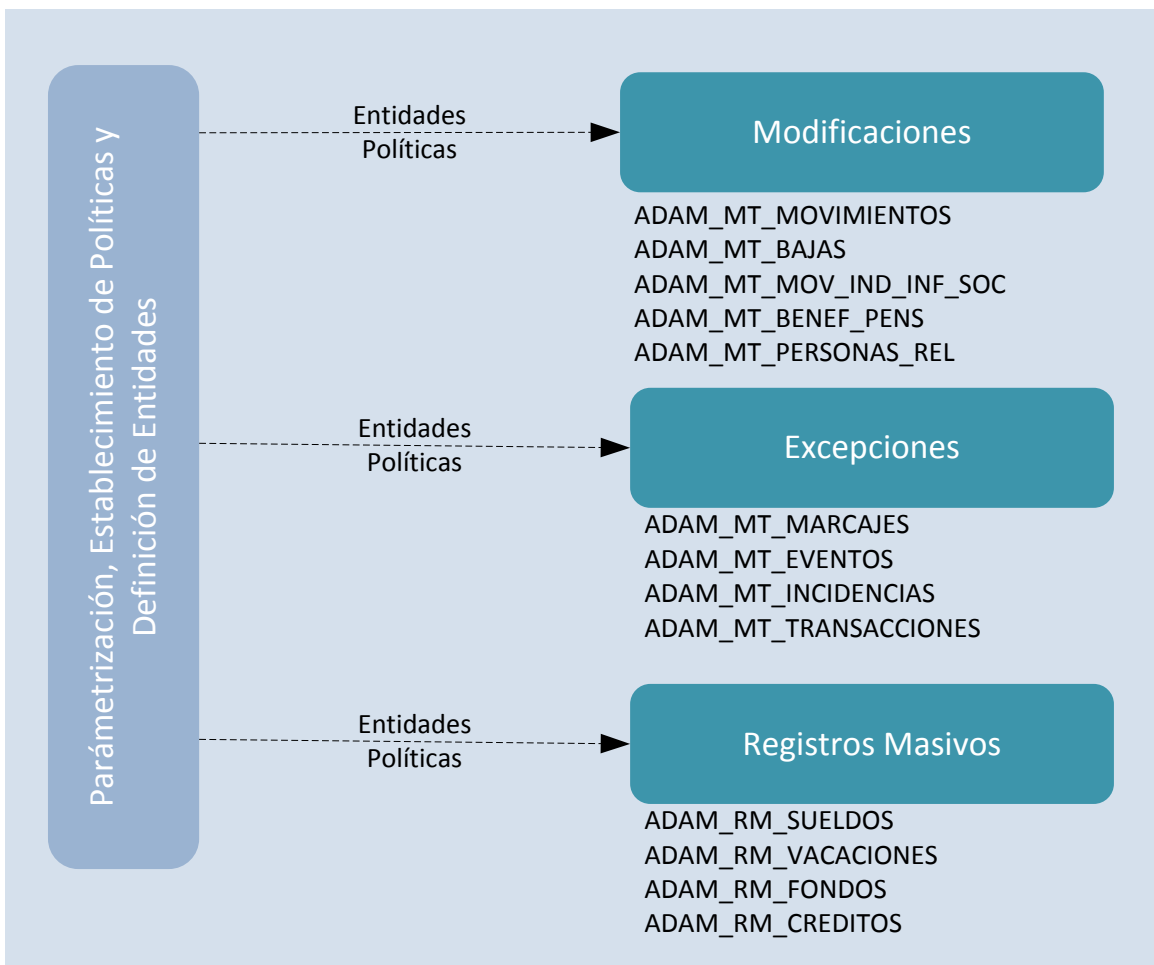 Parámetrización, Establecimiento de Políticas y
Definición de Entidades
Entidades
Políticas
Modificaciones
ADAM_MT_MOVIMIENTOS
ADAM_MT_BAJAS
ADAM_MT_MOV_IND_INF_SOC
ADAM_MT_BENEF_PENS
ADAM_MT_PERSONAS_REL
Entidades
Políticas
Excepciones
ADAM_MT_MARCAJES
ADAM_MT_EVENTOS
ADAM_MT_INCIDENCIAS
ADAM_MT_TRANSACCIONES
Entidades
Políticas
Registros Masivos
ADAM_RM_SUELDOS
ADAM_RM_VACACIONES
ADAM_RM_FONDOS
ADAM_RM_CREDITOS